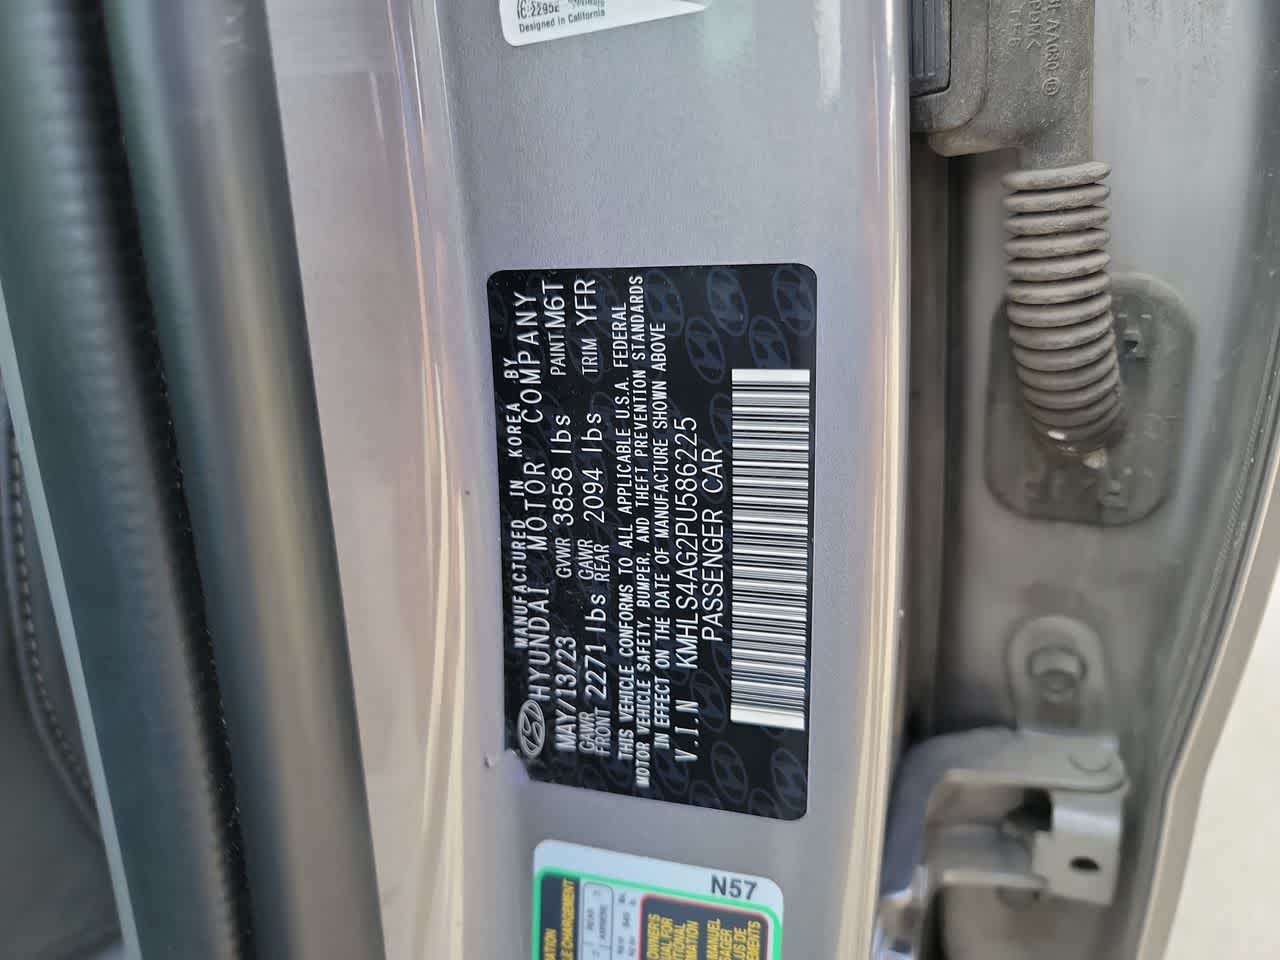 Designed in California
MANUFACTURED IN KOREA BY
HYUNDAI MOTOR COMPANY
MAY/13/23 GVWR 3858 lbs PAINT M6T
GAWR FRONT 2271 lbs GAWR REAR 2094 lbs TRIM YFR
THIS VEHICLE CONFORMS TO ALL APPLICABLE U.S.A. FEDERAL
MOTOR VEHICLE SAFETY, BUMPER, AND THEFT PREVENTION STANDARDS
IN EFFECT ON THE DATE OF MANUFACTURE SHOWN ABOVE
V.I.N KMHLS4AG2PU586225
PASSENGER CAR
N57